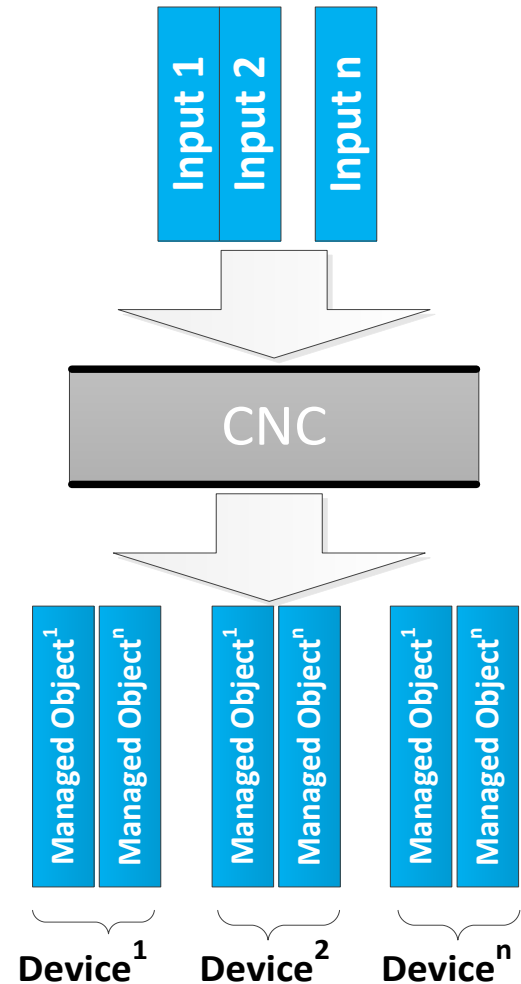 Input 1
Input 2
Input n
CNC
Managed Object¹
Managed Objectⁿ
Managed Object¹
Managed Objectⁿ
Managed Object¹
Managed Objectⁿ
Device¹
Device²
Deviceⁿ